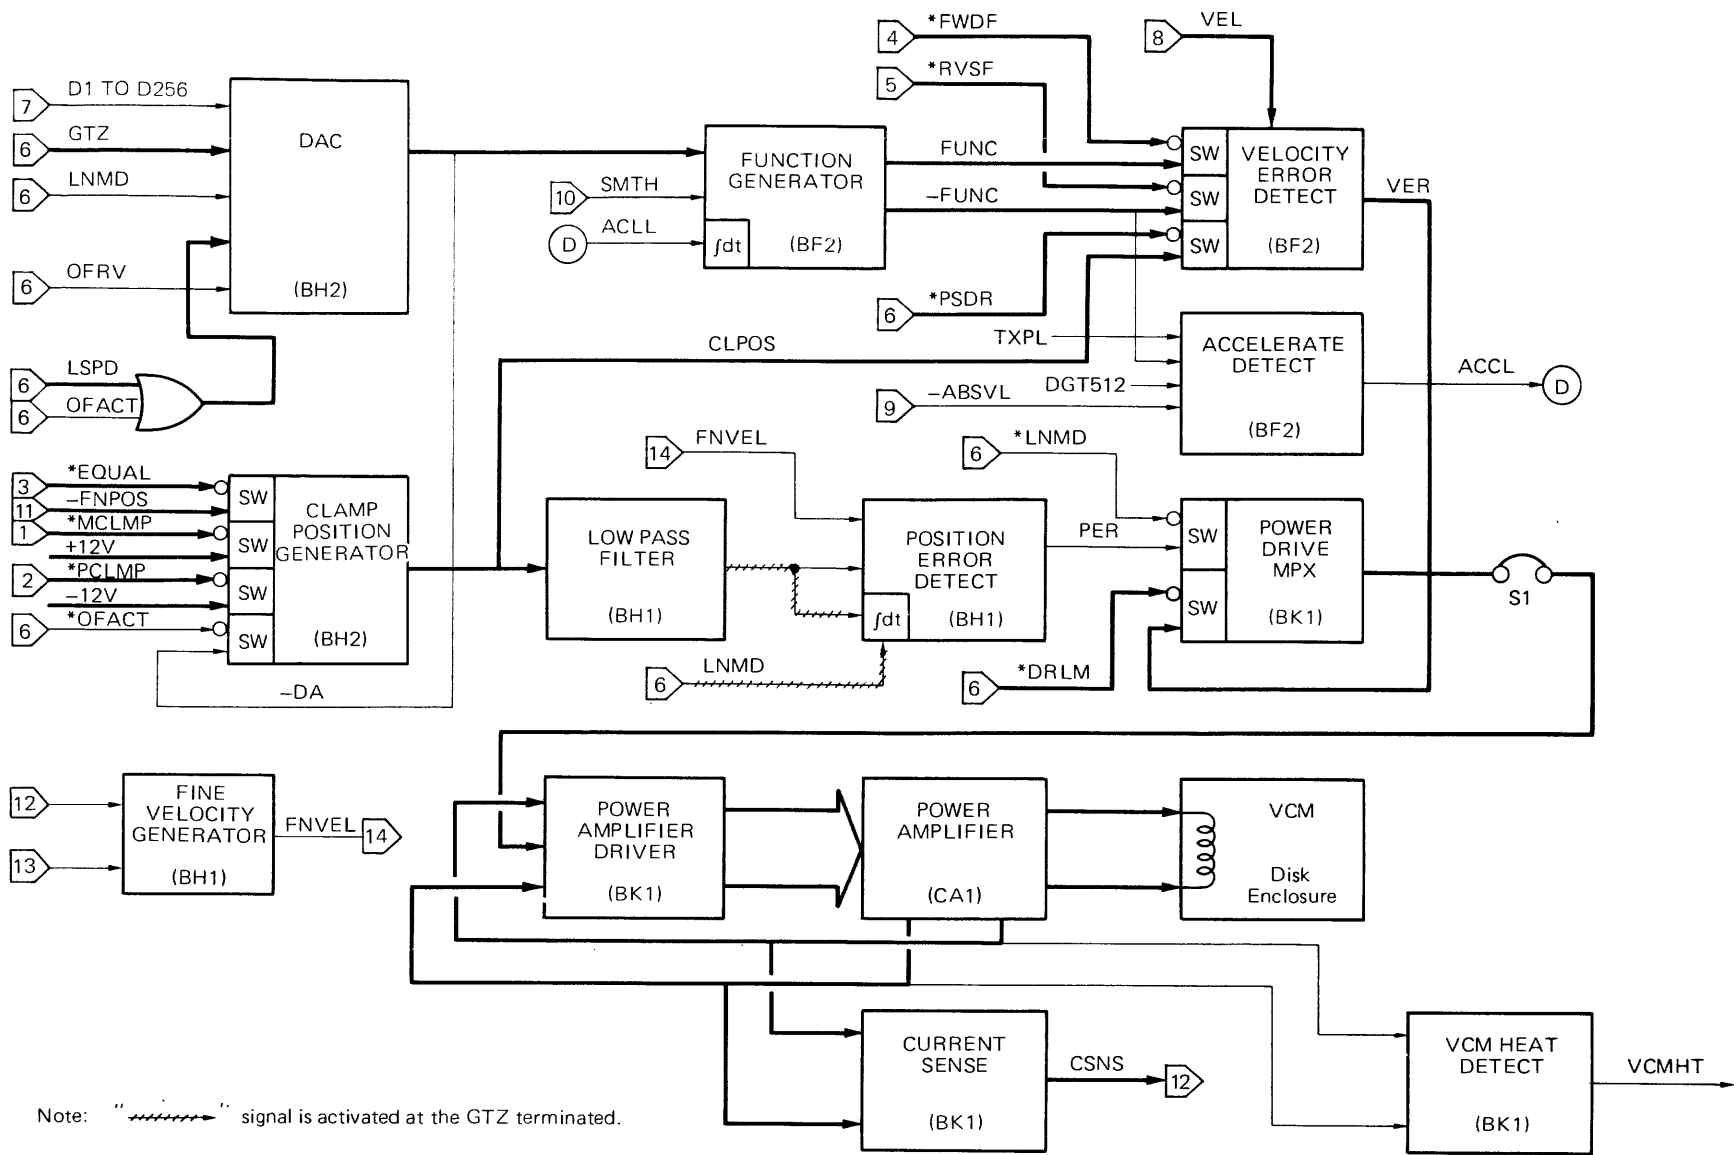 4 *FWDF
8 VEL
5 *RVSF
7 D1 TO D256
6 GTZ
6 LNMD
6 OFRV
DAC
(BH2)
6 LSPD
6 OFACT
10 SMTH
D ACLL
FUNCTION
GENERATOR
∫dt
(BF2)
FUNC
−FUNC
6 *PSDR
SW
SW
SW
VELOCITY
ERROR
DETECT
(BF2)
VER
CLPOS
TXPL
DGT512
9 −ABSVL
ACCELERATE
DETECT
(BF2)
ACCL D
3 *EQUAL
11 −FNPOS
1 *MCLMP
+12V
2 *PCLMP
−12V
6 *OFACT
SW
SW
SW
SW
CLAMP
POSITION
GENERATOR
(BH2)
−DA
LOW PASS
FILTER
(BH1)
14 FNVEL
6 LNMD
POSITION
ERROR
DETECT
∫dt
(BH1)
PER
6 *LNMD
6 *DRLM
SW
SW
POWER
DRIVE
MPX
(BK1)
S1
12
13
FINE
VELOCITY
GENERATOR
(BH1)
FNVEL 14
POWER
AMPLIFIER
DRIVER
(BK1)
POWER
AMPLIFIER
(CA1)
VCM
Disk
Enclosure
CURRENT
SENSE
(BK1)
CSNS 12
VCM HEAT
DETECT
(BK1)
VCMHT
Note: " " signal is activated at the GTZ terminated.